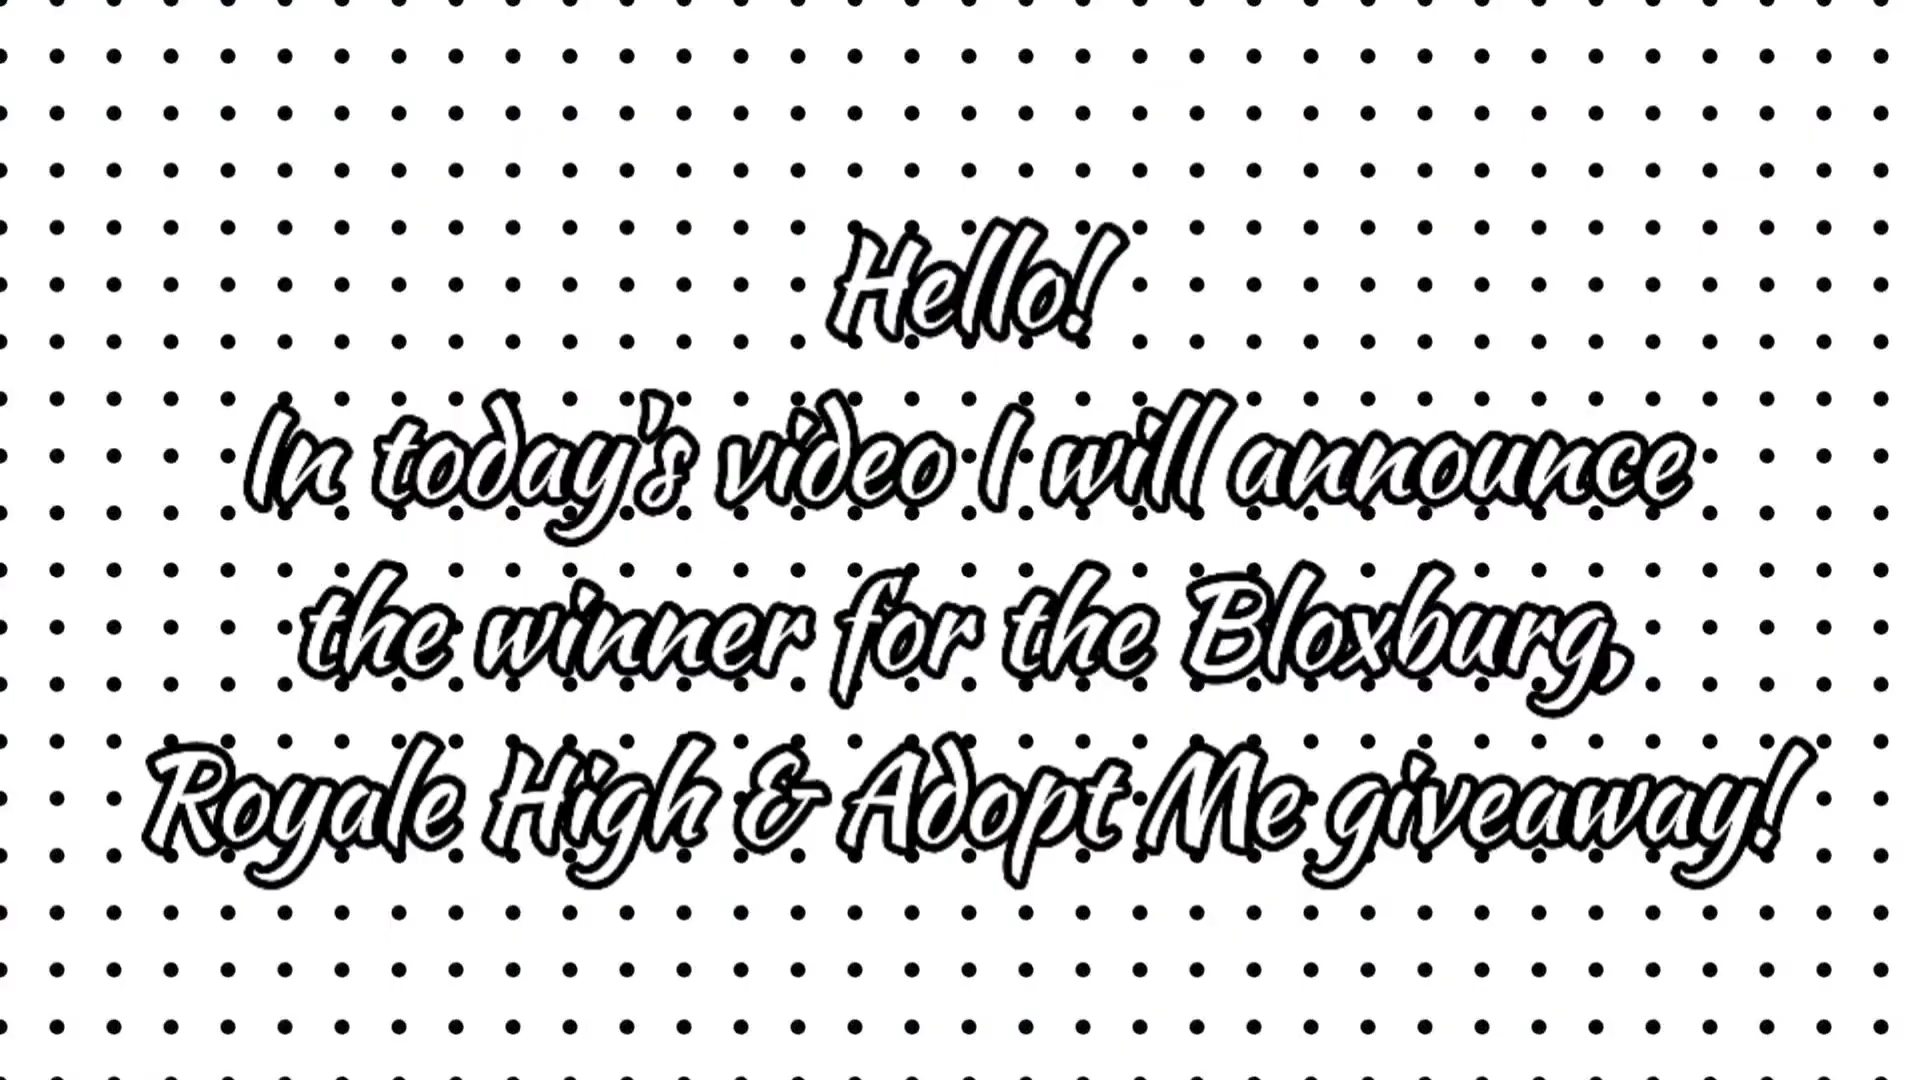 Hello!
In today's video I will announce
the winner for the Bloxburg,
Royale High & Adopt Me giveaway!